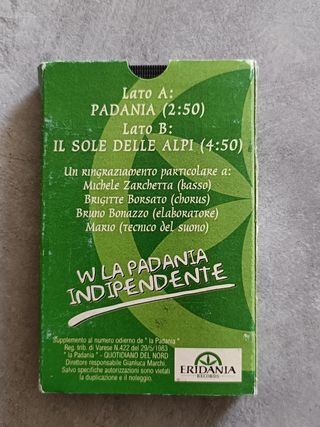 Lato A:
PADANIA (2:50)
Lato B:
IL SOLE DELLE ALPI (4:50)
Un ringraziamento particolare a:
Michele Zarchetta (basso)
Brigitte Borsato (chorus)
Bruno Bonazzo (elaboratore)
Mario (tecnico del suono)
W LA PADANIA
INDIPENDENTE
Supplemento al numero odierno de " la Padania "
Reg. trib. di Varese N.422 del 29/5/1983
" la Padania " - QUOTIDIANO DEL NORD
Direttore responsabile Gianluca Marchi.
Salvo specifiche autorizzazioni sono vietati
la duplicazione e il noleggio.
ERIDANIA
RECORDS